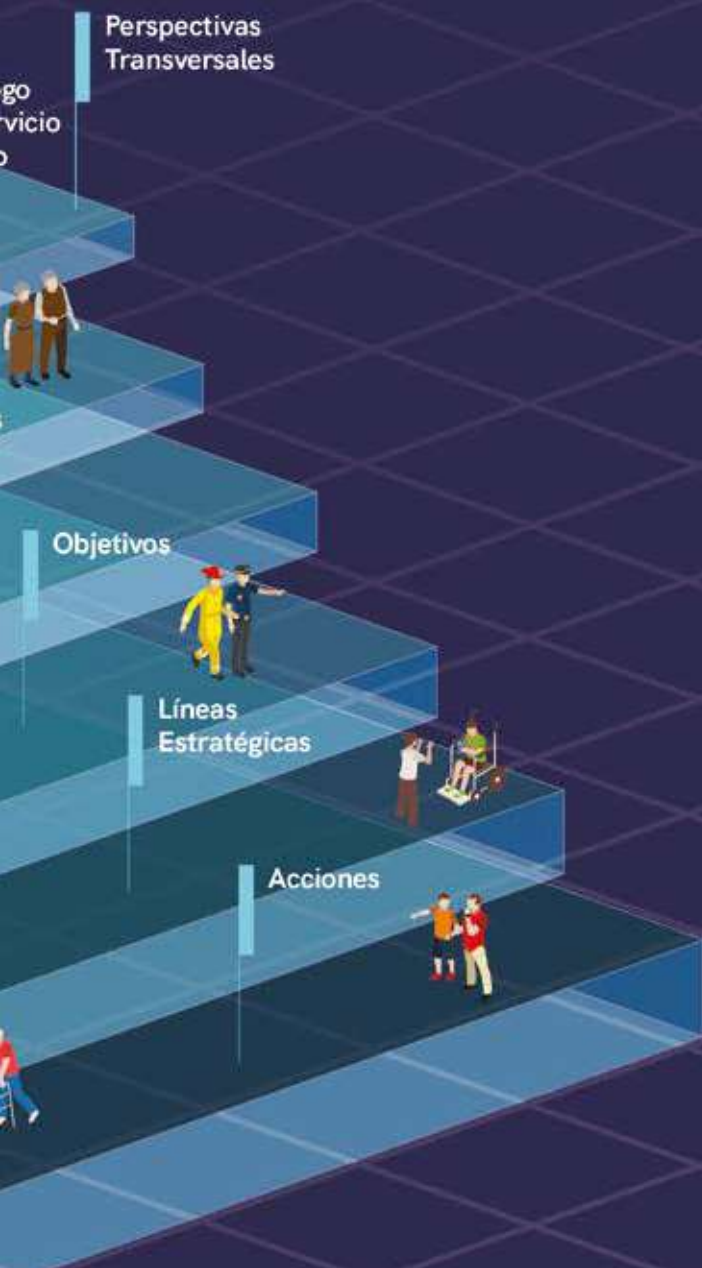 Perspectivas
Transversales
Objetivos
Líneas
Estratégicas
Acciones